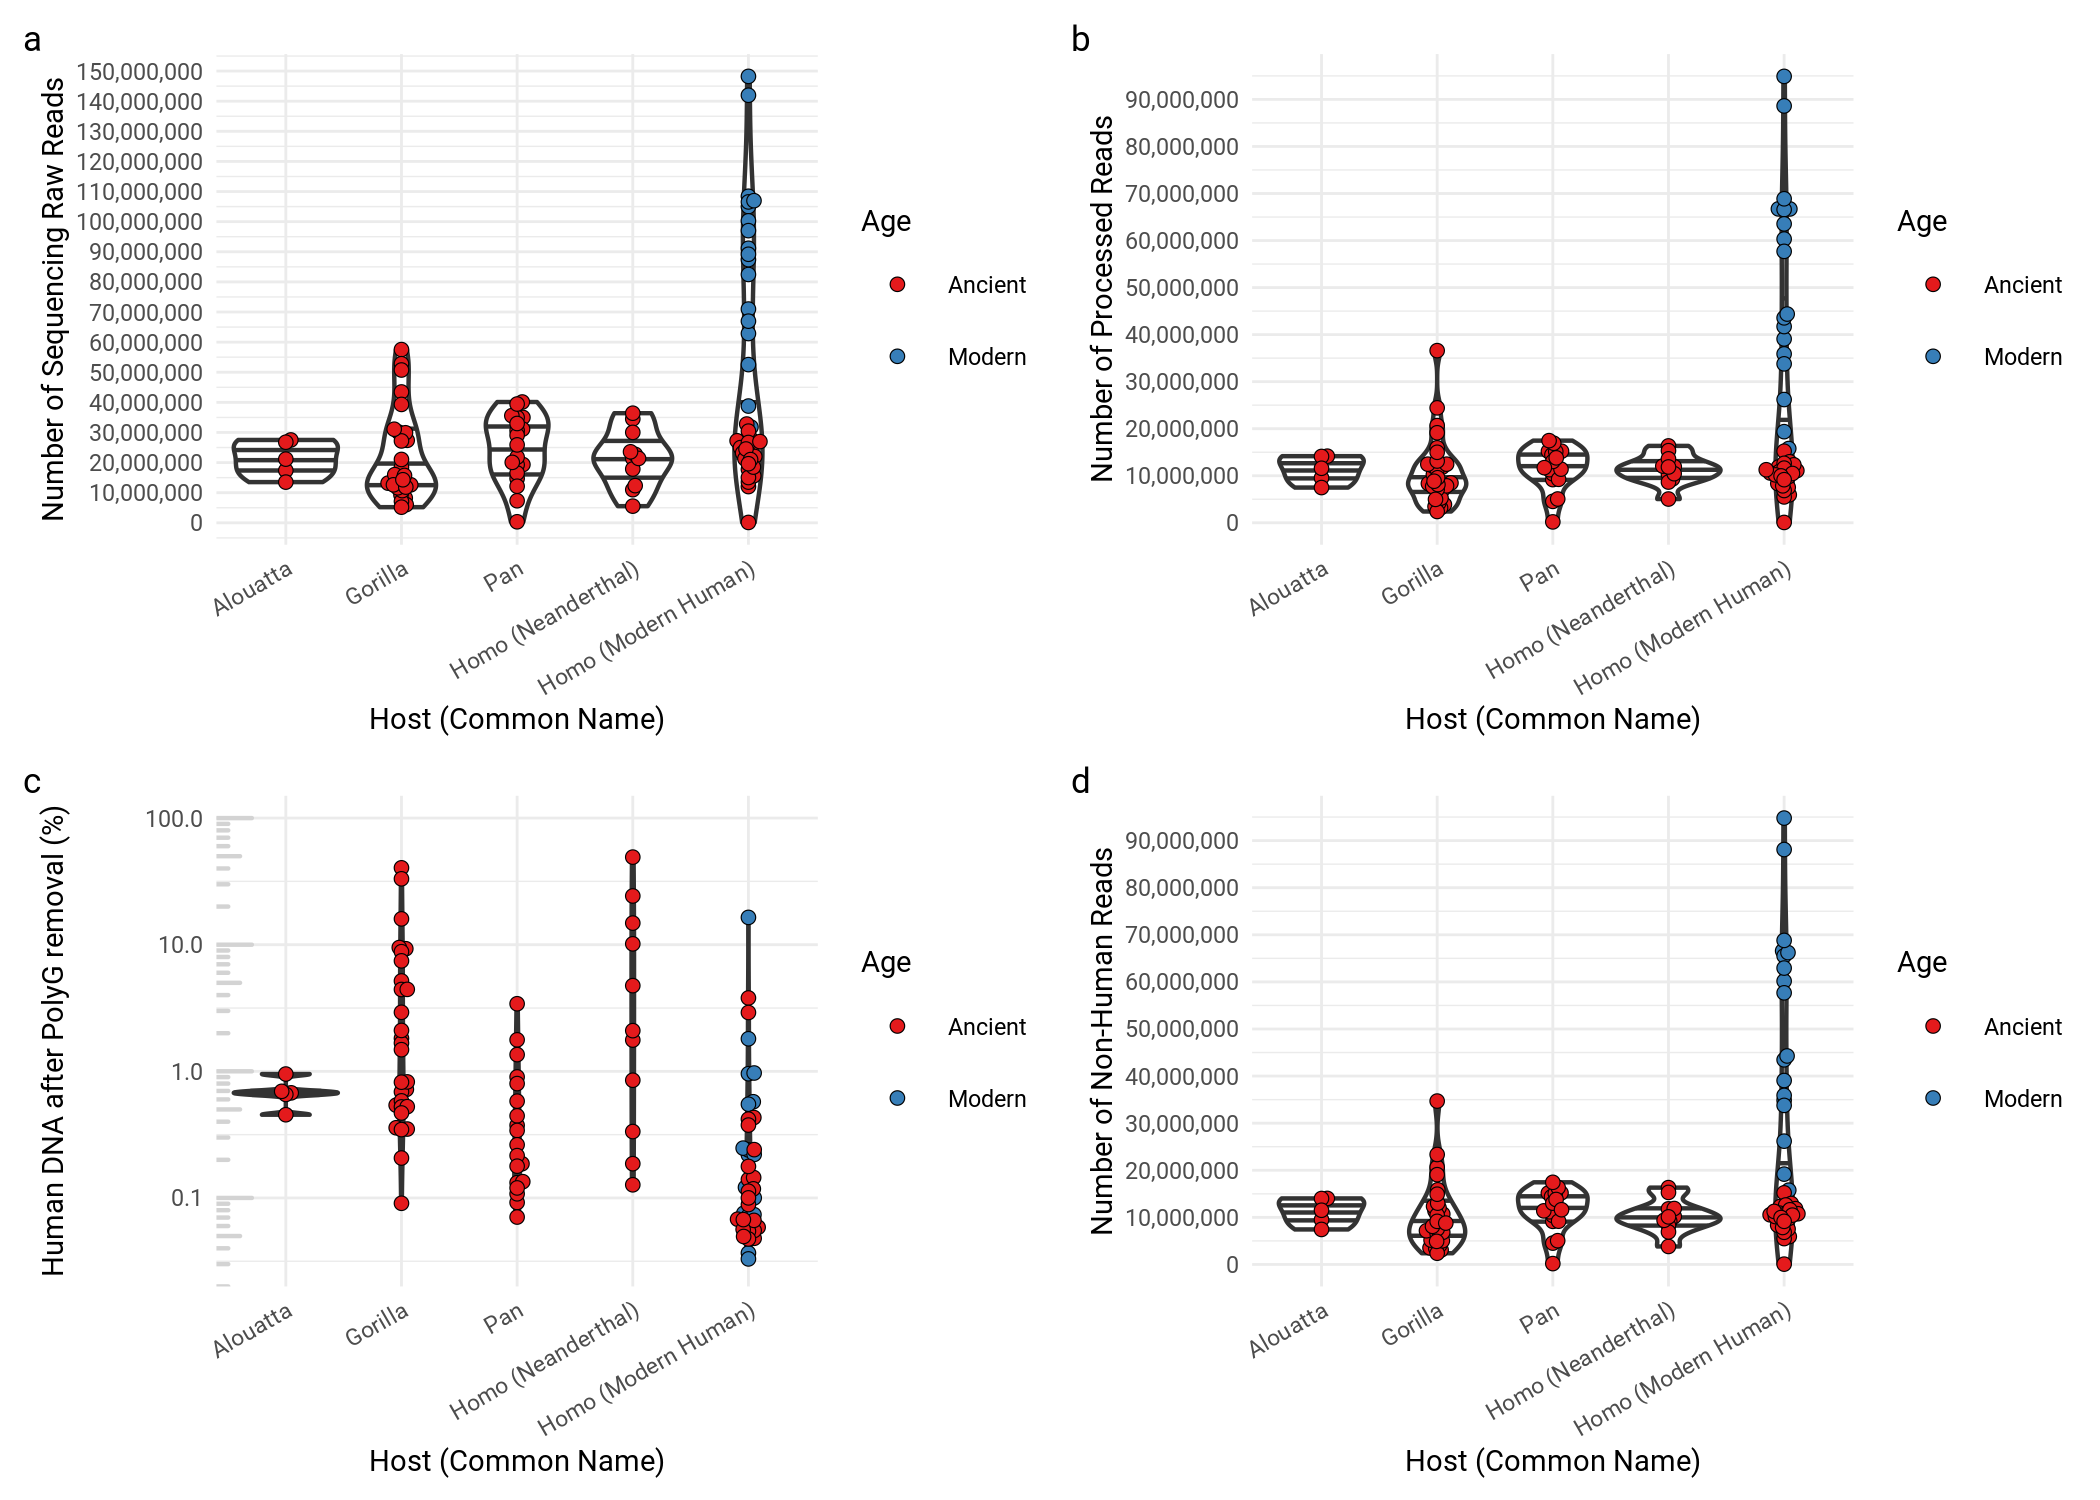 a
Number of Sequencing Raw Reads
150,000,000
140,000,000
130,000,000
120,000,000
110,000,000
100,000,000
90,000,000
80,000,000
70,000,000
60,000,000
50,000,000
40,000,000
30,000,000
20,000,000
10,000,000
0
Alouatta
Gorilla
Pan
Homo (Neanderthal)
Homo (Modern Human)
Host (Common Name)
Age
Ancient
Modern
b
Number of Processed Reads
90,000,000
80,000,000
70,000,000
60,000,000
50,000,000
40,000,000
30,000,000
20,000,000
10,000,000
0
Alouatta
Gorilla
Pan
Homo (Neanderthal)
Homo (Modern Human)
Host (Common Name)
Age
Ancient
Modern
c
Human DNA after PolyG removal (%)
100.0
10.0
1.0
0.1
Alouatta
Gorilla
Pan
Homo (Neanderthal)
Homo (Modern Human)
Host (Common Name)
Age
Ancient
Modern
d
Number of Non-Human Reads
90,000,000
80,000,000
70,000,000
60,000,000
50,000,000
40,000,000
30,000,000
20,000,000
10,000,000
0
Alouatta
Gorilla
Pan
Homo (Neanderthal)
Homo (Modern Human)
Host (Common Name)
Age
Ancient
Modern